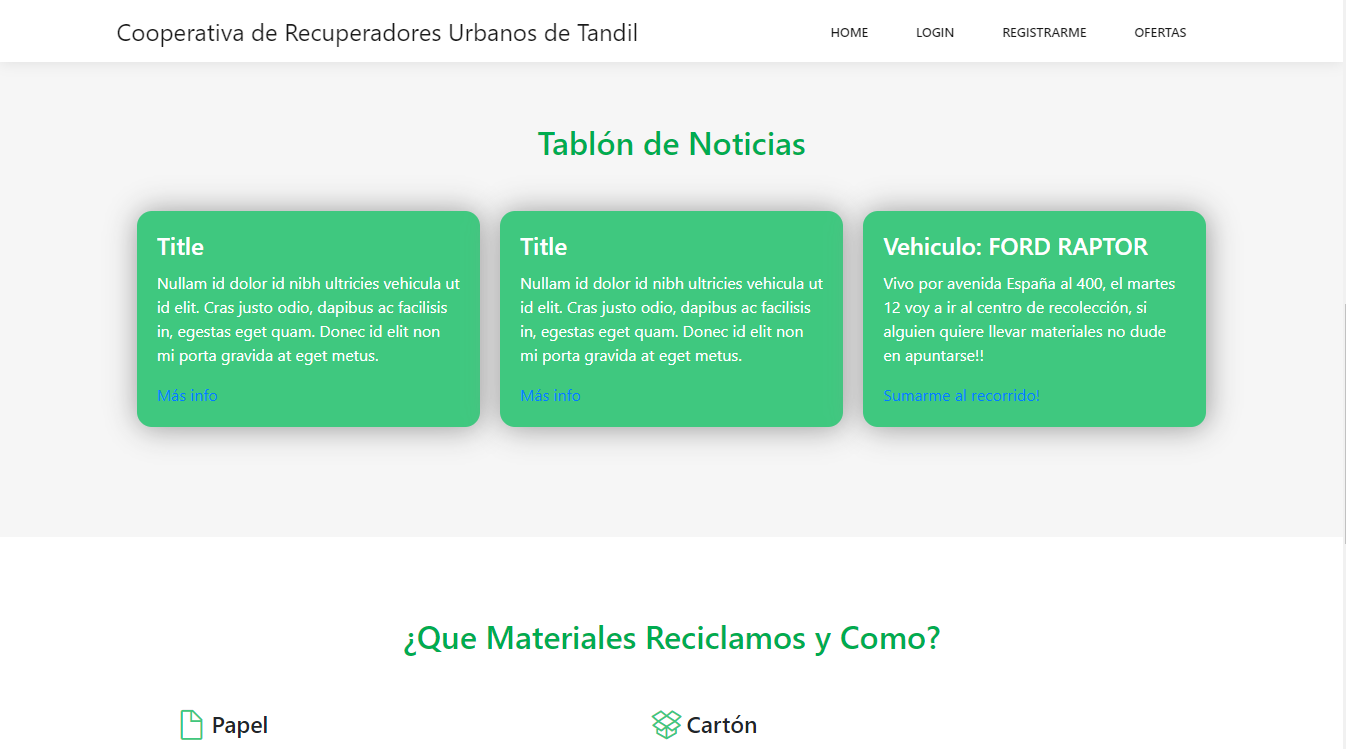 Cooperativa de Recuperadores Urbanos de Tandil
HOME LOGIN REGISTRARME OFERTAS
Tablón de Noticias
Title
Nullam id dolor id nibh ultricies vehicula ut
id elit. Cras justo odio, dapibus ac facilisis
in, egestas eget quam. Donec id elit non
mi porta gravida at eget metus.
Más info
Title
Nullam id dolor id nibh ultricies vehicula ut
id elit. Cras justo odio, dapibus ac facilisis
in, egestas eget quam. Donec id elit non
mi porta gravida at eget metus.
Más info
Vehiculo: FORD RAPTOR
Vivo por avenida España al 400, el martes
12 voy a ir al centro de recolección, si
alguien quiere llevar materiales no dude
en apuntarse!!
Sumarme al recorrido!
¿Que Materiales Reciclamos y Como?
Papel
Cartón